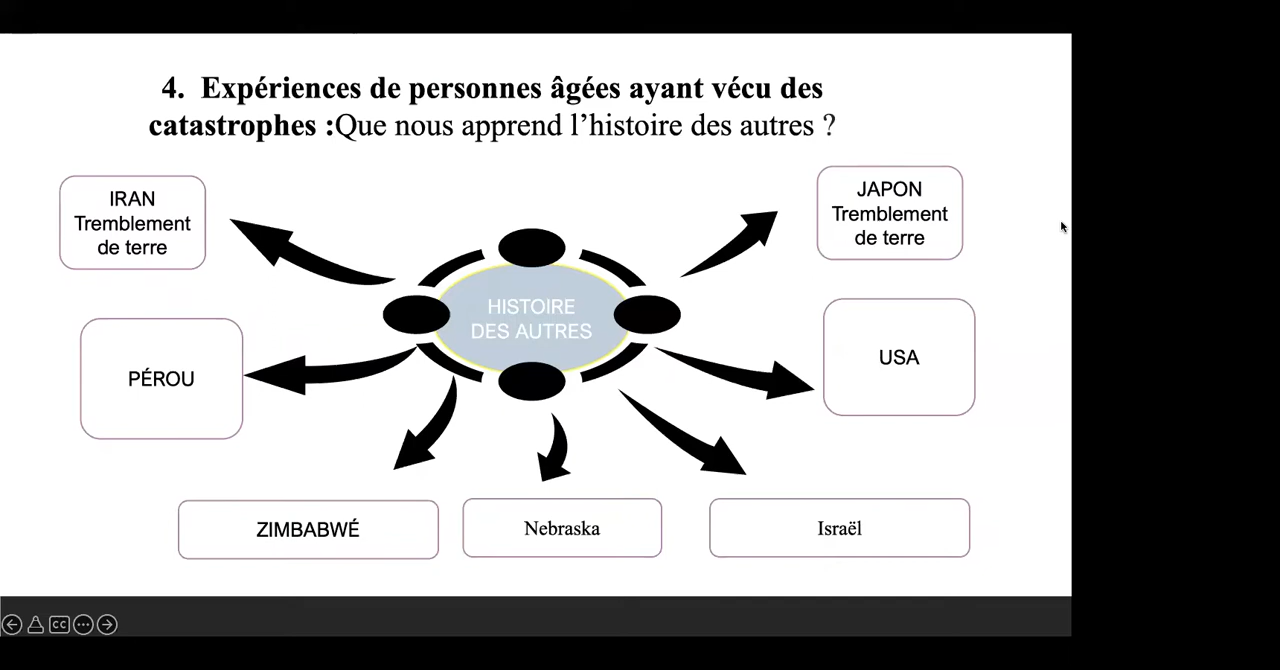 4. Expériences de personnes âgées ayant vécu des
catastrophes :Que nous apprend l’histoire des autres ?
IRAN
Tremblement
de terre
JAPON
Tremblement
de terre
HISTOIRE
DES AUTRES
PÉROU
USA
ZIMBABWÉ
Nebraska
Israël
CC